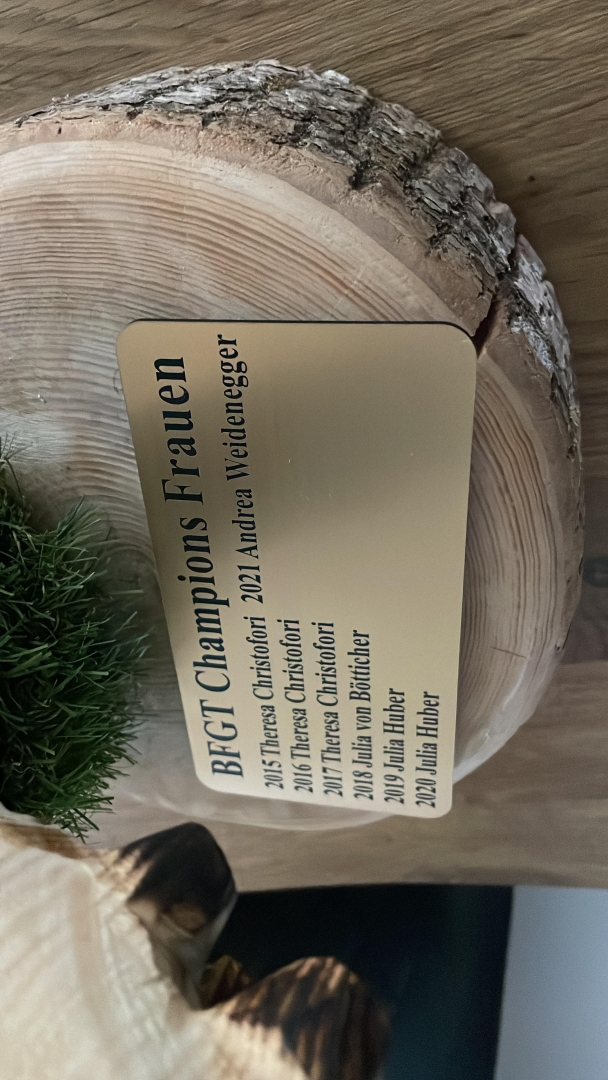 BFGT Champions Frauen
2015 Theresa Christofori 2021 Andrea Weidenegger
2016 Theresa Christofori
2017 Theresa Christofori
2018 Julia von Bötticher
2019 Julia Huber
2020 Julia Huber